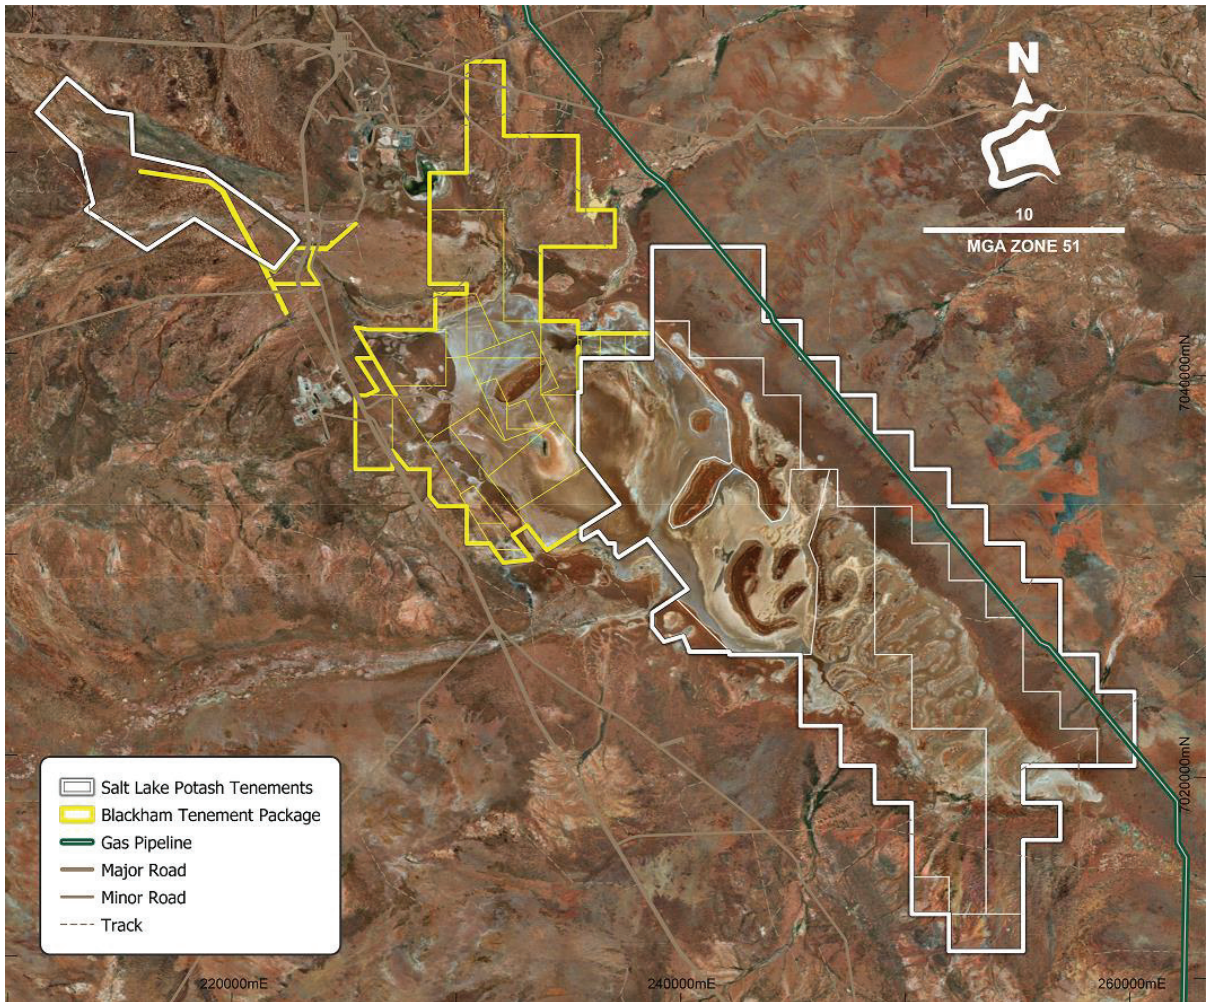 N
10
MGA ZONE 51
7040000mN
7020000mN
Salt Lake Potash Tenements
Blackham Tenement Package
Gas Pipeline
Major Road
Minor Road
Track
220000mE
240000mE
260000mE